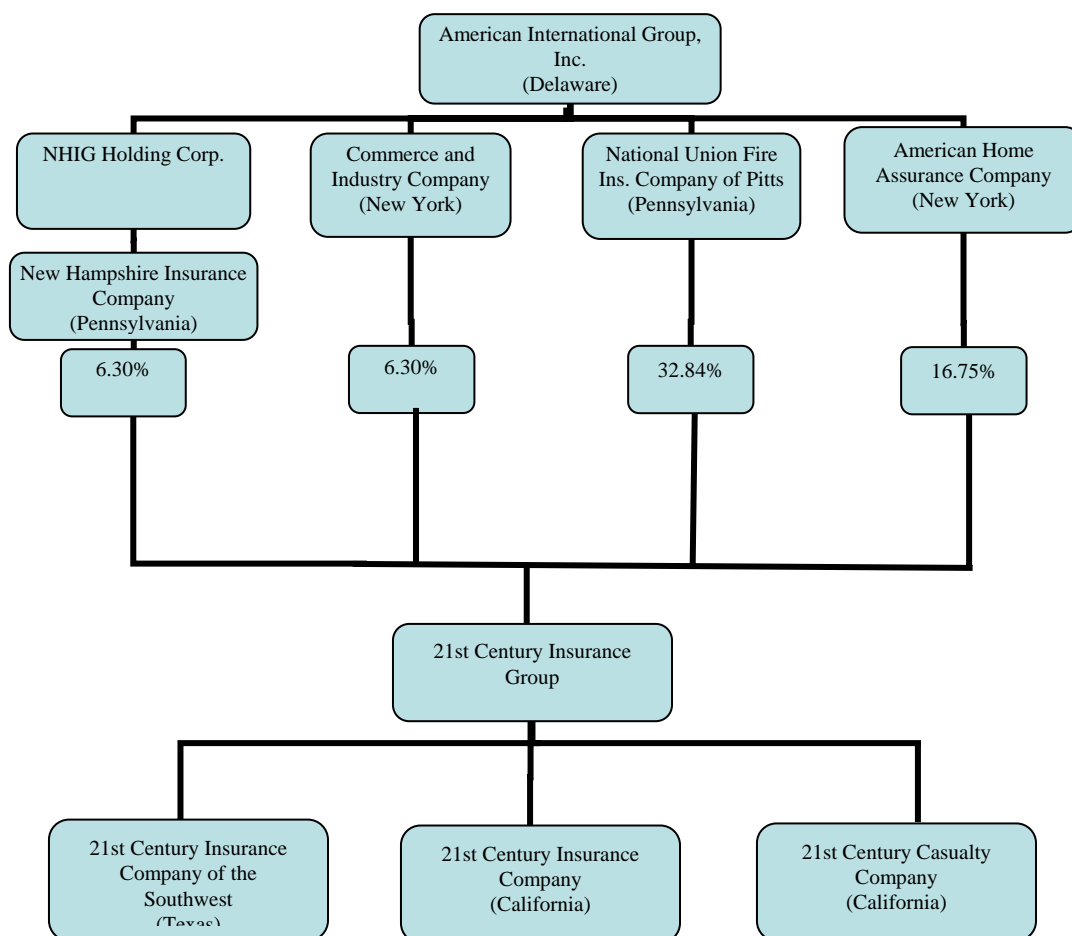 American International Group,
Inc.
(Delaware)
NHIG Holding Corp.
Commerce and
Industry Company
(New York)
National Union Fire
Ins. Company of Pitts
(Pennsylvania)
American Home
Assurance Company
(New York)
New Hampshire Insurance
Company
(Pennsylvania)
6.30%
6.30%
32.84%
16.75%
21st Century Insurance
Group
21st Century Insurance
Company of the
Southwest
(Texas)
21st Century Insurance
Company
(California)
21st Century Casualty
Company
(California)